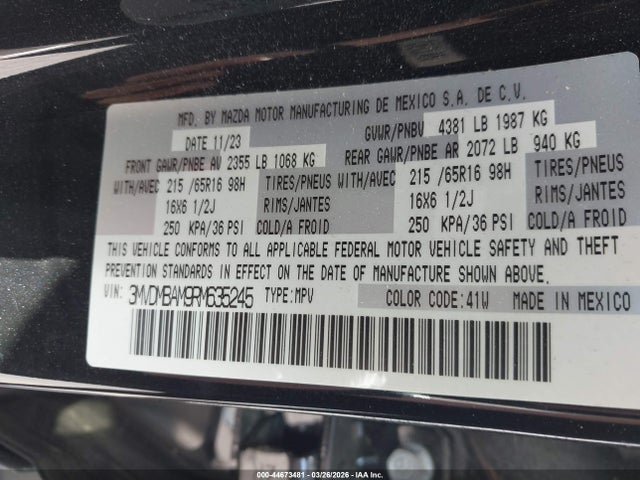 MFD. BY MAZDA MOTOR MANUFACTURING DE MEXICO S.A. DE C.V.
DATE 11/23 GVWR/PNBV 4381 LB 1987 KG
FRONT GAWR/PNBE AV 2355 LB 1068 KG REAR GAWR/PNBE AR 2072 LB 940 KG
WITH/AVEC 215 /65R16 98H TIRES/PNEUS WITH/AVEC 215 /65R16 98H TIRES/PNEUS
16X6 1/2J RIMS/JANTES 16X6 1/2J RIMS/JANTES
250 KPA/36 PSI COLD/A FROID 250 KPA/36 PSI COLD/A FROID
THIS VEHICLE CONFORMS TO ALL APPLICABLE FEDERAL MOTOR VEHICLE SAFETY AND THEFT
PREVENTION STANDARDS IN EFFECT ON THE DATE OF MANUFACTURE SHOWN ABOVE.
VIN: 3MVDMBAM9RM635245 TYPE:MPV COLOR CODE:41W MADE IN MEXICO
000-44673481 - 03/26/2026 - IAA Inc.